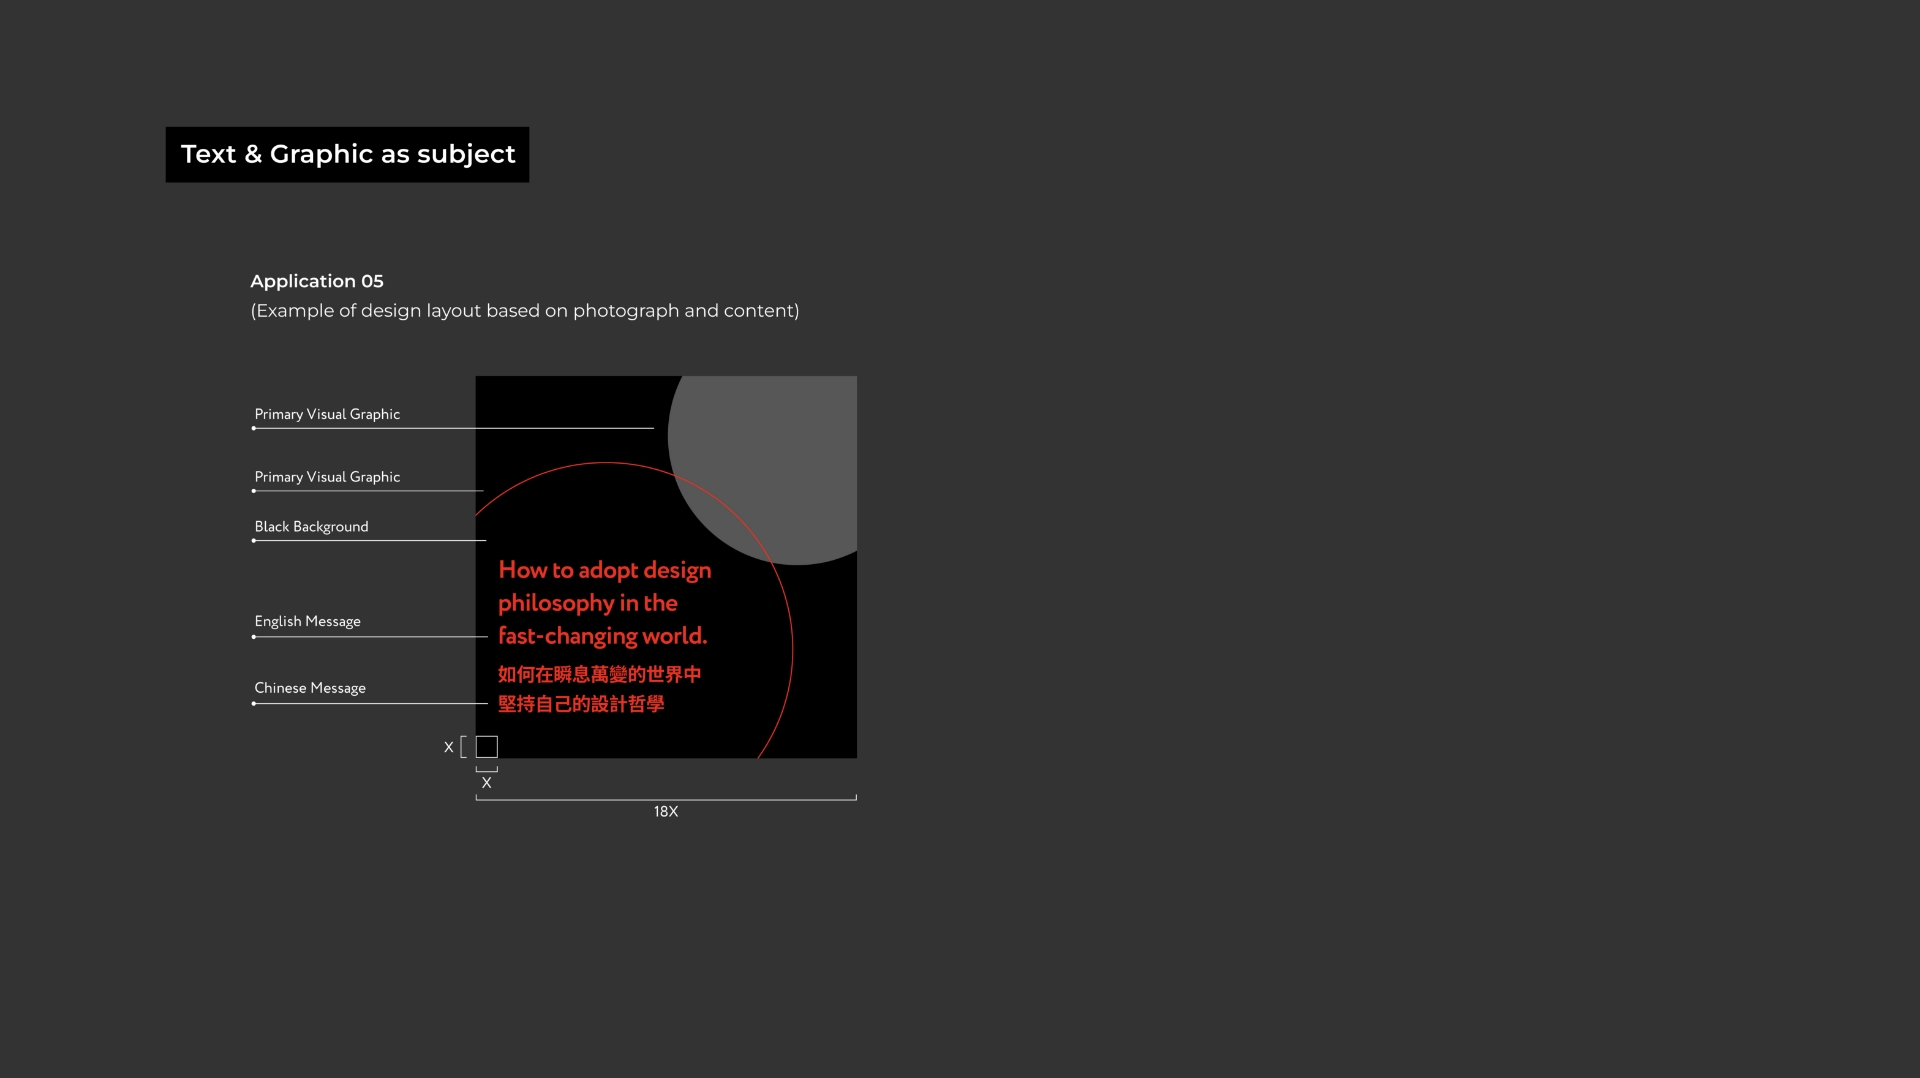 Text & Graphic as subject
Application 05
(Example of design layout based on photograph and content)
Primary Visual Graphic
Primary Visual Graphic
Black Background
English Message
Chinese Message
How to adopt design
philosophy in the
fast-changing world.
如何在瞬息萬變的世界中
堅持自己的設計哲學
X
X
18X